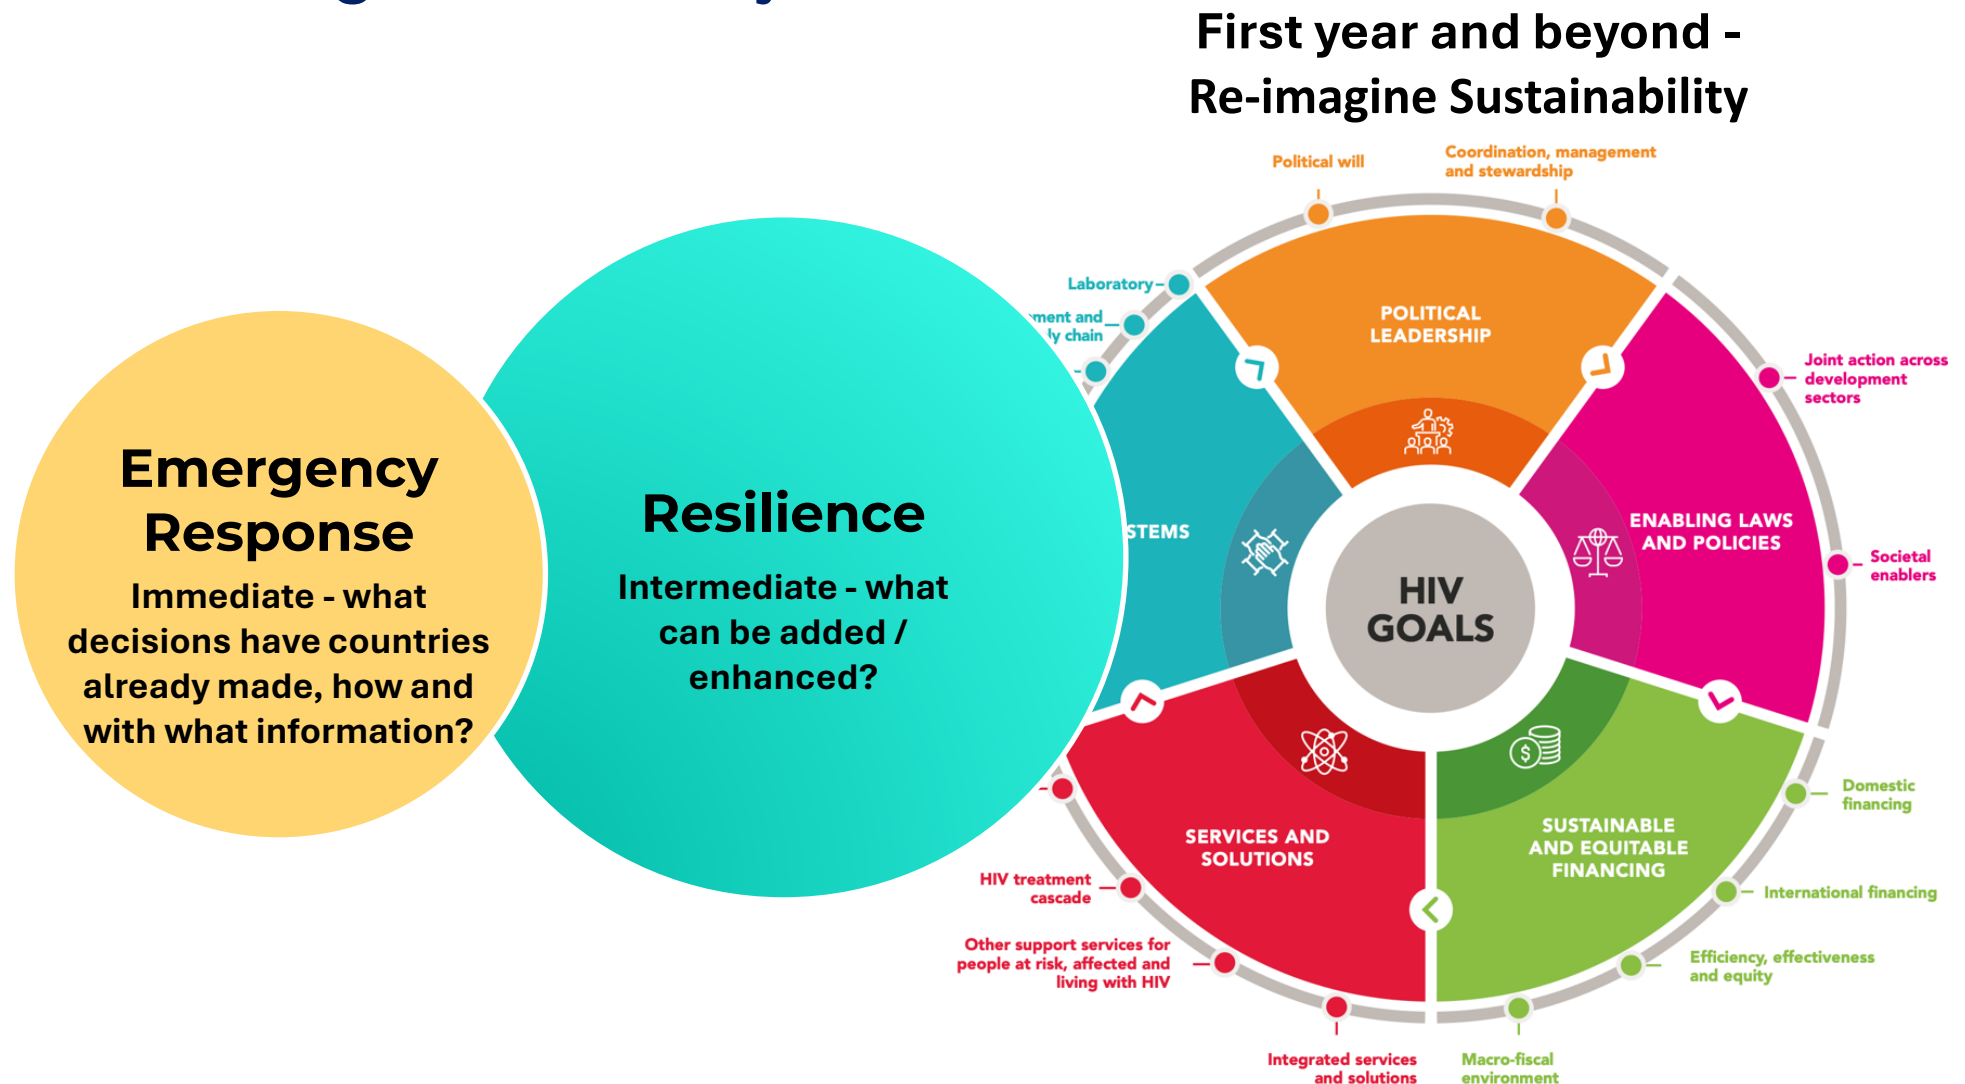 First year and beyond -
Re-imagine Sustainability
Emergency
Response
Immediate - what
decisions have countries
already made, how and
with what information?
Resilience
Intermediate - what
can be added /
enhanced?
Political will
Coordination, management
and stewardship
Laboratory
and
chain
POLITICAL
LEADERSHIP
Joint action across
development
sectors
ENABLING LAWS
AND POLICIES
Societal
enablers
HIV
GOALS
SERVICES AND
SOLUTIONS
SUSTAINABLE
AND EQUITABLE
FINANCING
Domestic
financing
International financing
Efficiency, effectiveness
and equity
Macro-fiscal
environment
HIV treatment
cascade
Other support services for
people at risk, affected and
living with HIV
Integrated services
and solutions